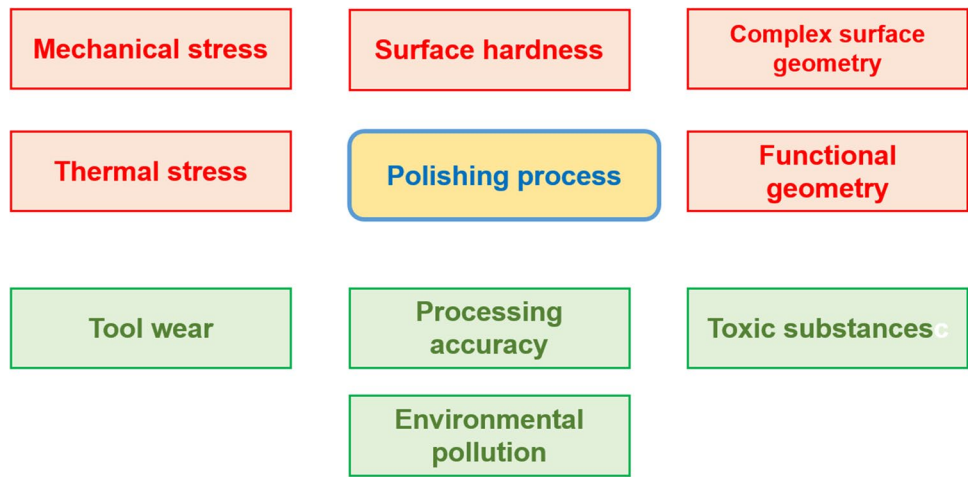 Mechanical stress
Surface hardness
Complex surface
geometry
Thermal stress
Polishing process
Functional
geometry
Tool wear
Processing
accuracy
Toxic substancesc
Environmental
pollution